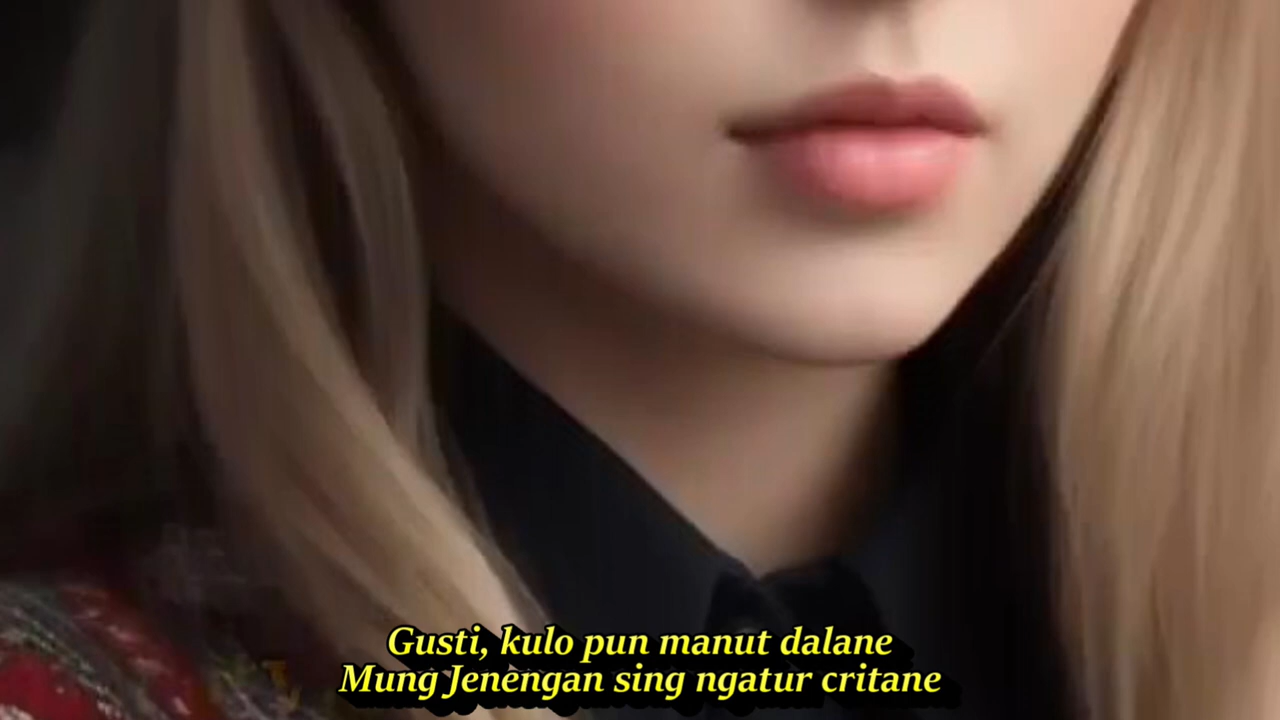 Gusti, kulo pun manut dalane
Mung Jenengan sing ngatur critane